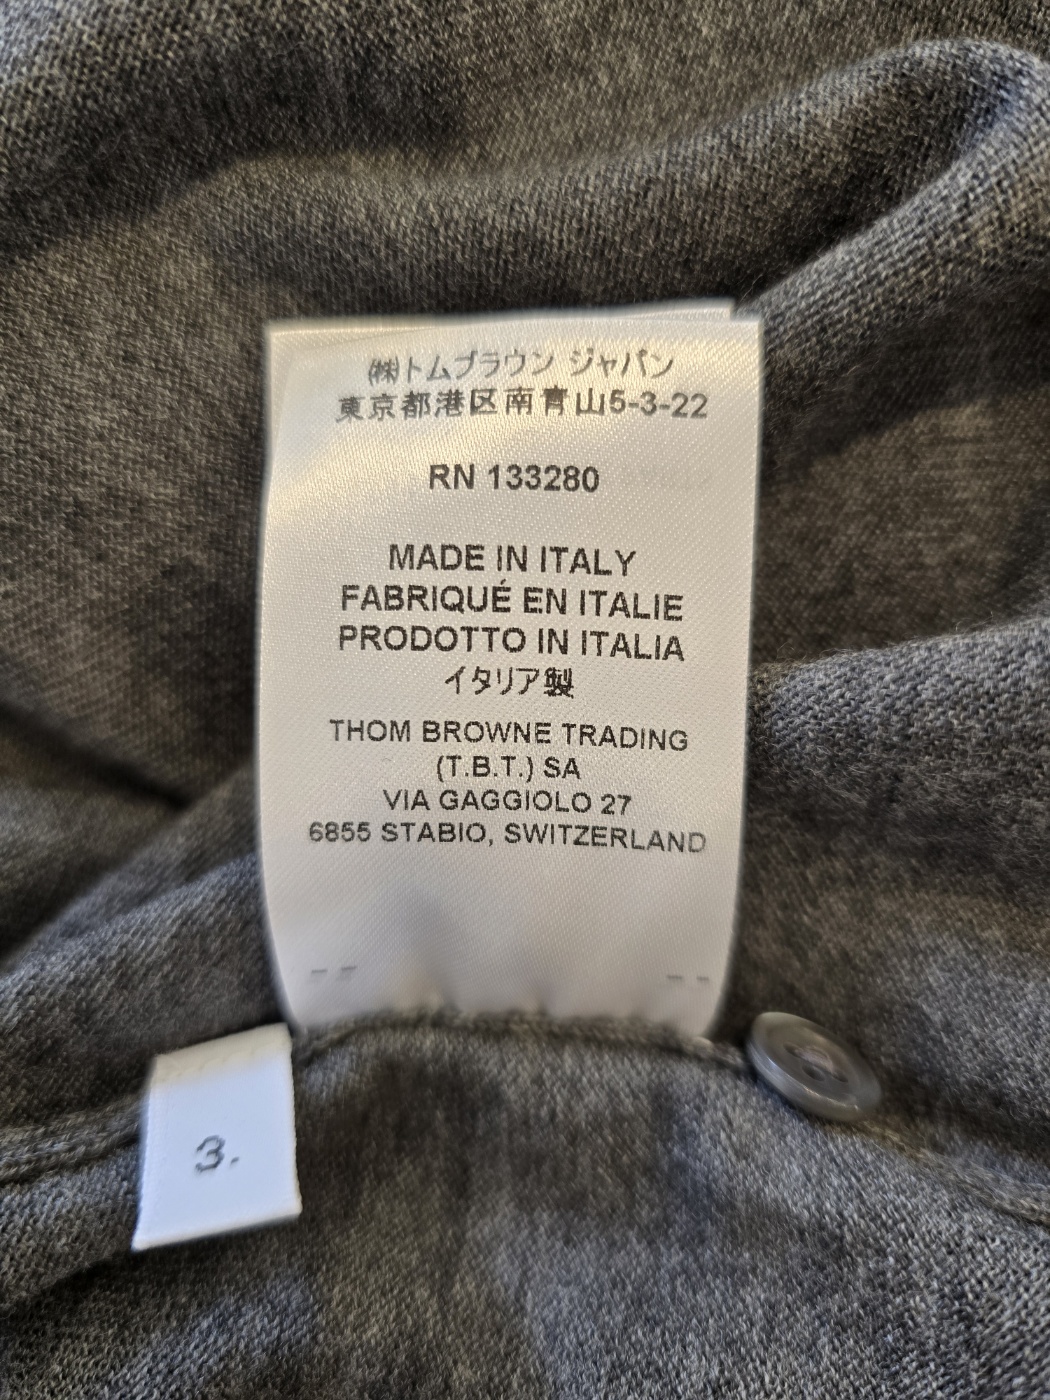 ㈱トムブラウン ジャパン
東京都港区南青山5-3-22
RN 133280
MADE IN ITALY
FABRIQUÉ EN ITALIE
PRODOTTO IN ITALIA
イタリア製
THOM BROWNE TRADING
(T.B.T.) SA
VIA GAGGIOLO 27
6855 STABIO, SWITZERLAND
-- --
3.